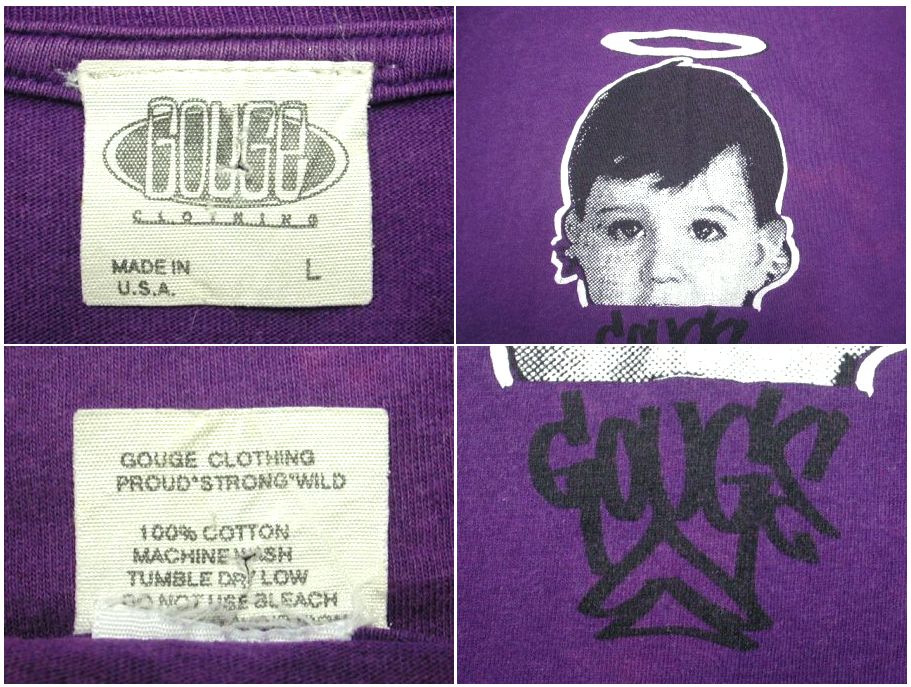 GOUGE
CLOTHING
MADE IN
U.S.A.
L
GOUGE
GOUGE CLOTHING
PROUD*STRONG*WILD
100% COTTON
MACHINE WASH
TUMBLE DRY LOW
DO NOT USE BLEACH
GOUGE